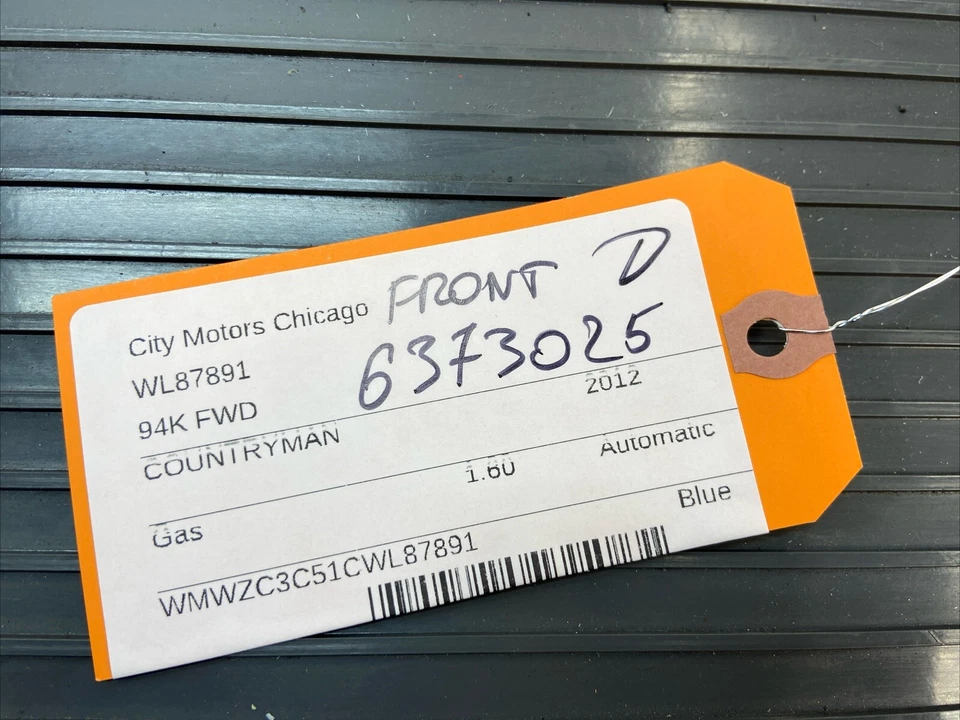 City Motors Chicago FRONT D
WL87891 6373025
94K FWD 2012
COUNTRYMAN
1.60 Automatic
Gas Blue
WMWZC3C51CWL87891